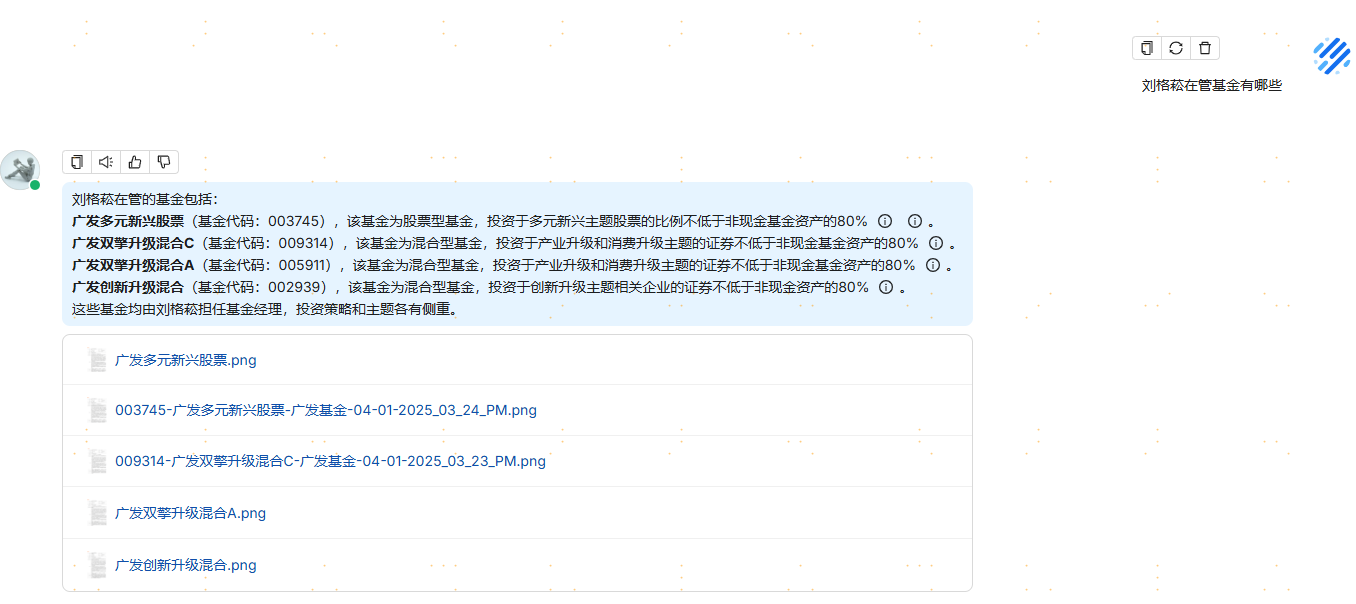 刘格菘在管基金有哪些
刘格菘在管的基金包括：
广发多元新兴股票（基金代码：003745），该基金为股票型基金，投资于多元新兴主题股票的比例不低于非现金基金资产的80% 。
广发双擎升级混合C（基金代码：009314），该基金为混合型基金，投资于产业升级和消费升级主题的证券不低于非现金基金资产的80% 。
广发双擎升级混合A（基金代码：005911），该基金为混合型基金，投资于产业升级和消费升级主题的证券不低于非现金基金资产的80% 。
广发创新升级混合（基金代码：002939），该基金为混合型基金，投资于创新升级主题相关企业的证券不低于非现金资产的80% 。
这些基金均由刘格菘担任基金经理，投资策略和主题各有侧重。
广发多元新兴股票.png
003745-广发多元新兴股票-广发基金-04-01-2025_03_24_PM.png
009314-广发双擎升级混合C-广发基金-04-01-2025_03_23_PM.png
广发双擎升级混合A.png
广发创新升级混合.png